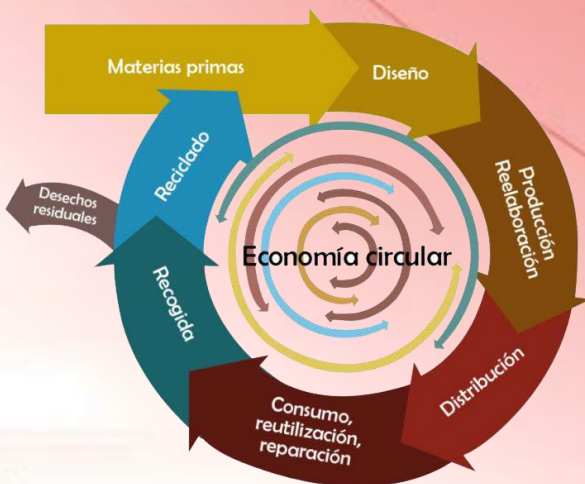 Materias primas
Diseño
Producción
Reelaboración
Distribución
Consumo,
reutilización,
reparación
Recogida
Reciclado
Desechos
residuales
Economía circular